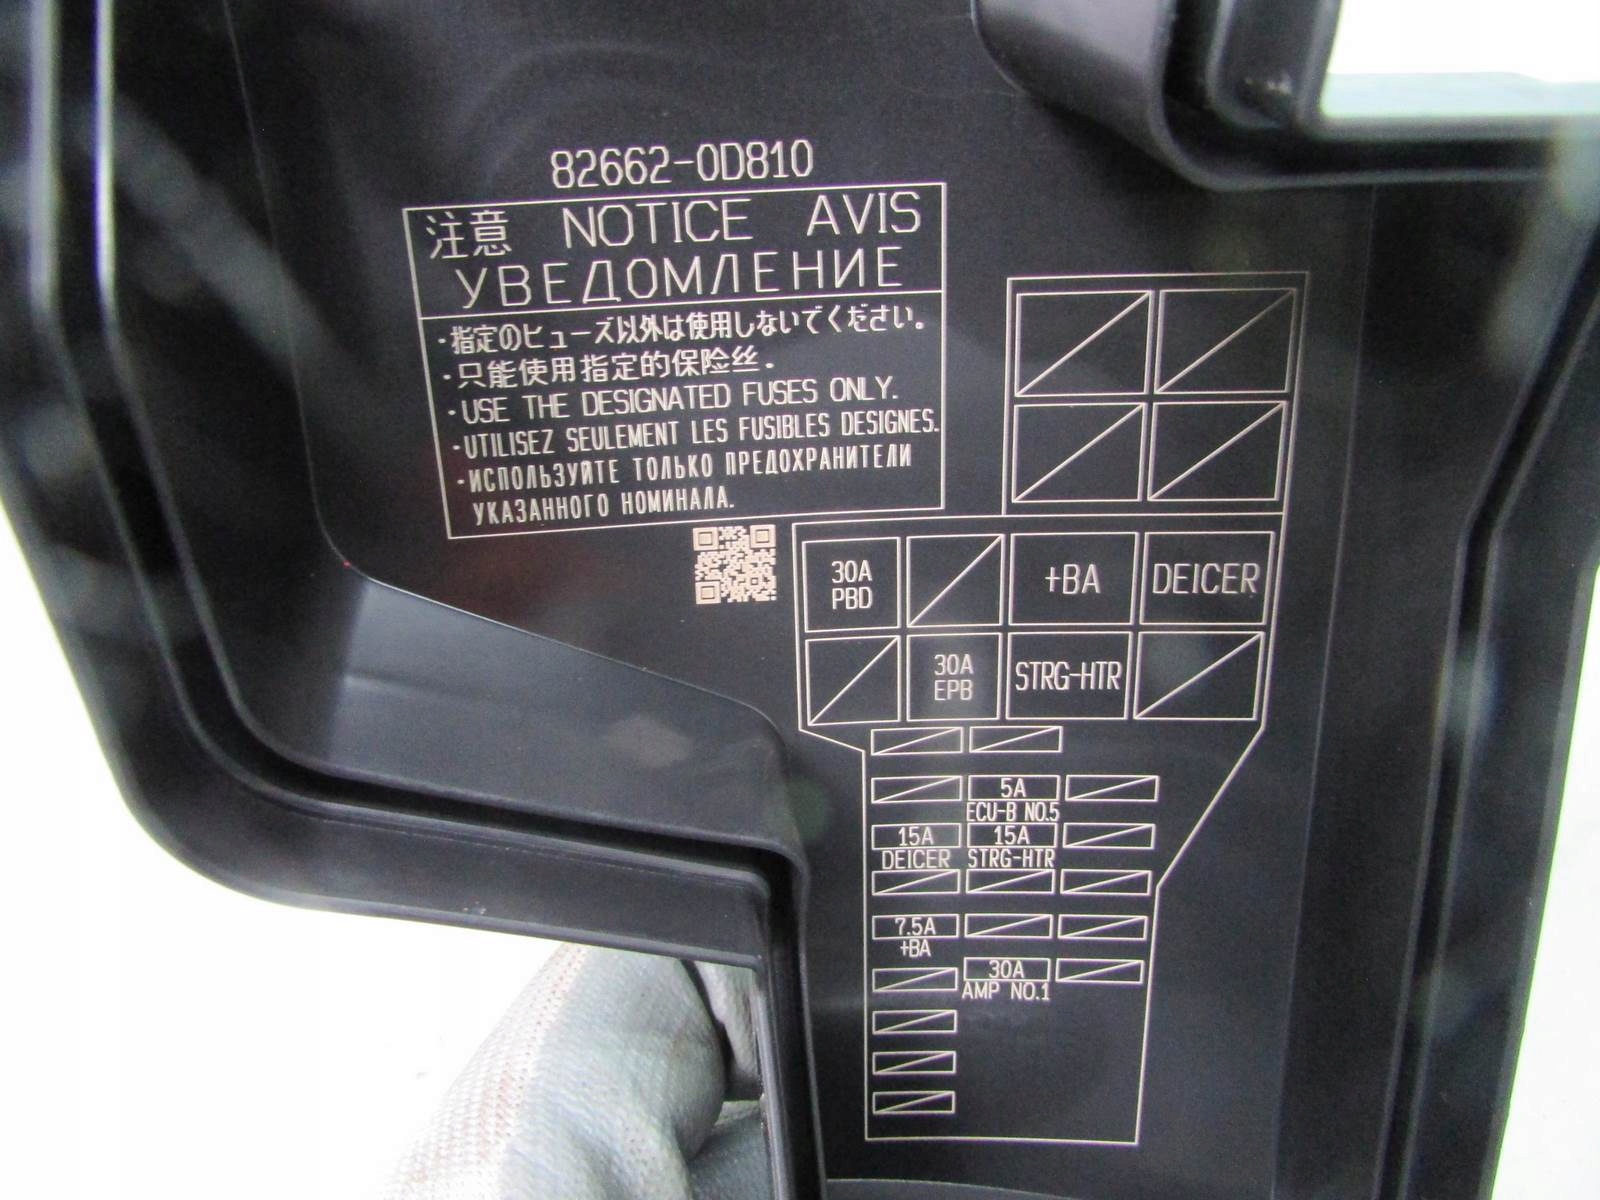 82662-0D810
注意 NOTICE AVIS
УВЕДОМЛЕНИЕ
・指定のヒューズ以外は使用しないでください。
・只能使用指定的保险丝.
・USE THE DESIGNATED FUSES ONLY.
・UTILISEZ SEULEMENT LES FUSIBLES DESIGNES.
・ИСПОЛЬЗУЙТЕ ТОЛЬКО ПРЕДОХРАНИТЕЛИ
УКАЗАННОГО НОМИНАЛА.
30A
PBD
+BA
DEICER
30A
EPB
STRG-HTR
5A
ECU-B NO.5
15A
DEICER
15A
STRG-HTR
7.5A
+BA
30A
AMP NO.1